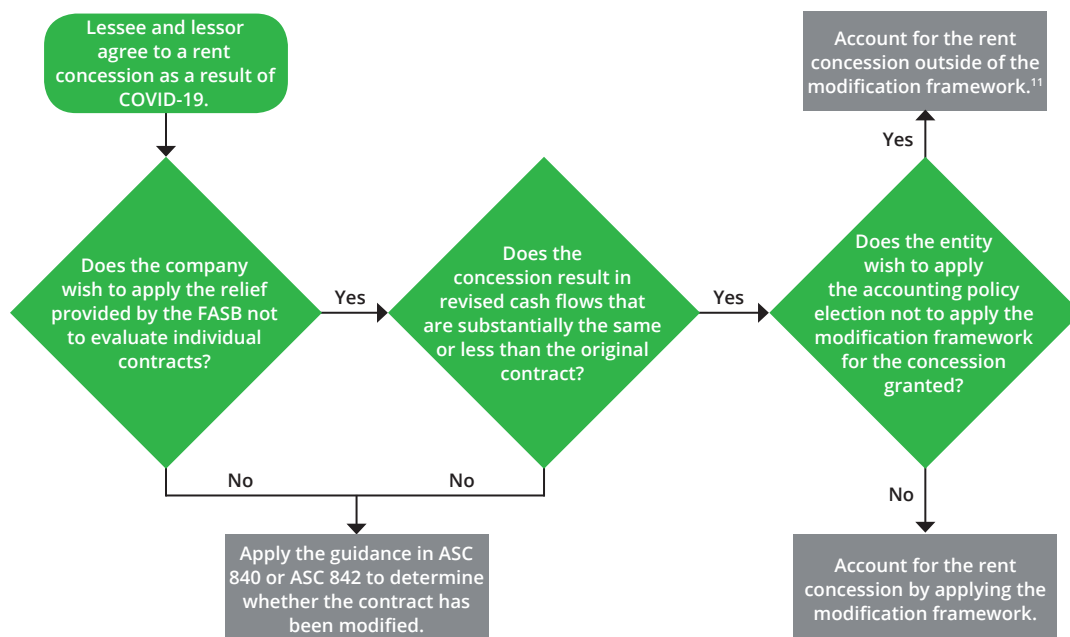 Lessee and lessor
agree to a rent
concession as a result of
COVID-19.
Does the company
wish to apply the relief
provided by the FASB not
to evaluate individual
contracts?
Yes
Does the
concession result in
revised cash flows that
are substantially the same
or less than the original
contract?
Yes
Does the entity
wish to apply
the accounting policy
election not to apply the
modification framework
for the concession
granted?
Yes
Account for the rent
concession outside of the
modification framework.¹¹
No
No
Apply the guidance in ASC
840 or ASC 842 to determine
whether the contract has
been modified.
No
Account for the rent
concession by applying the
modification framework.